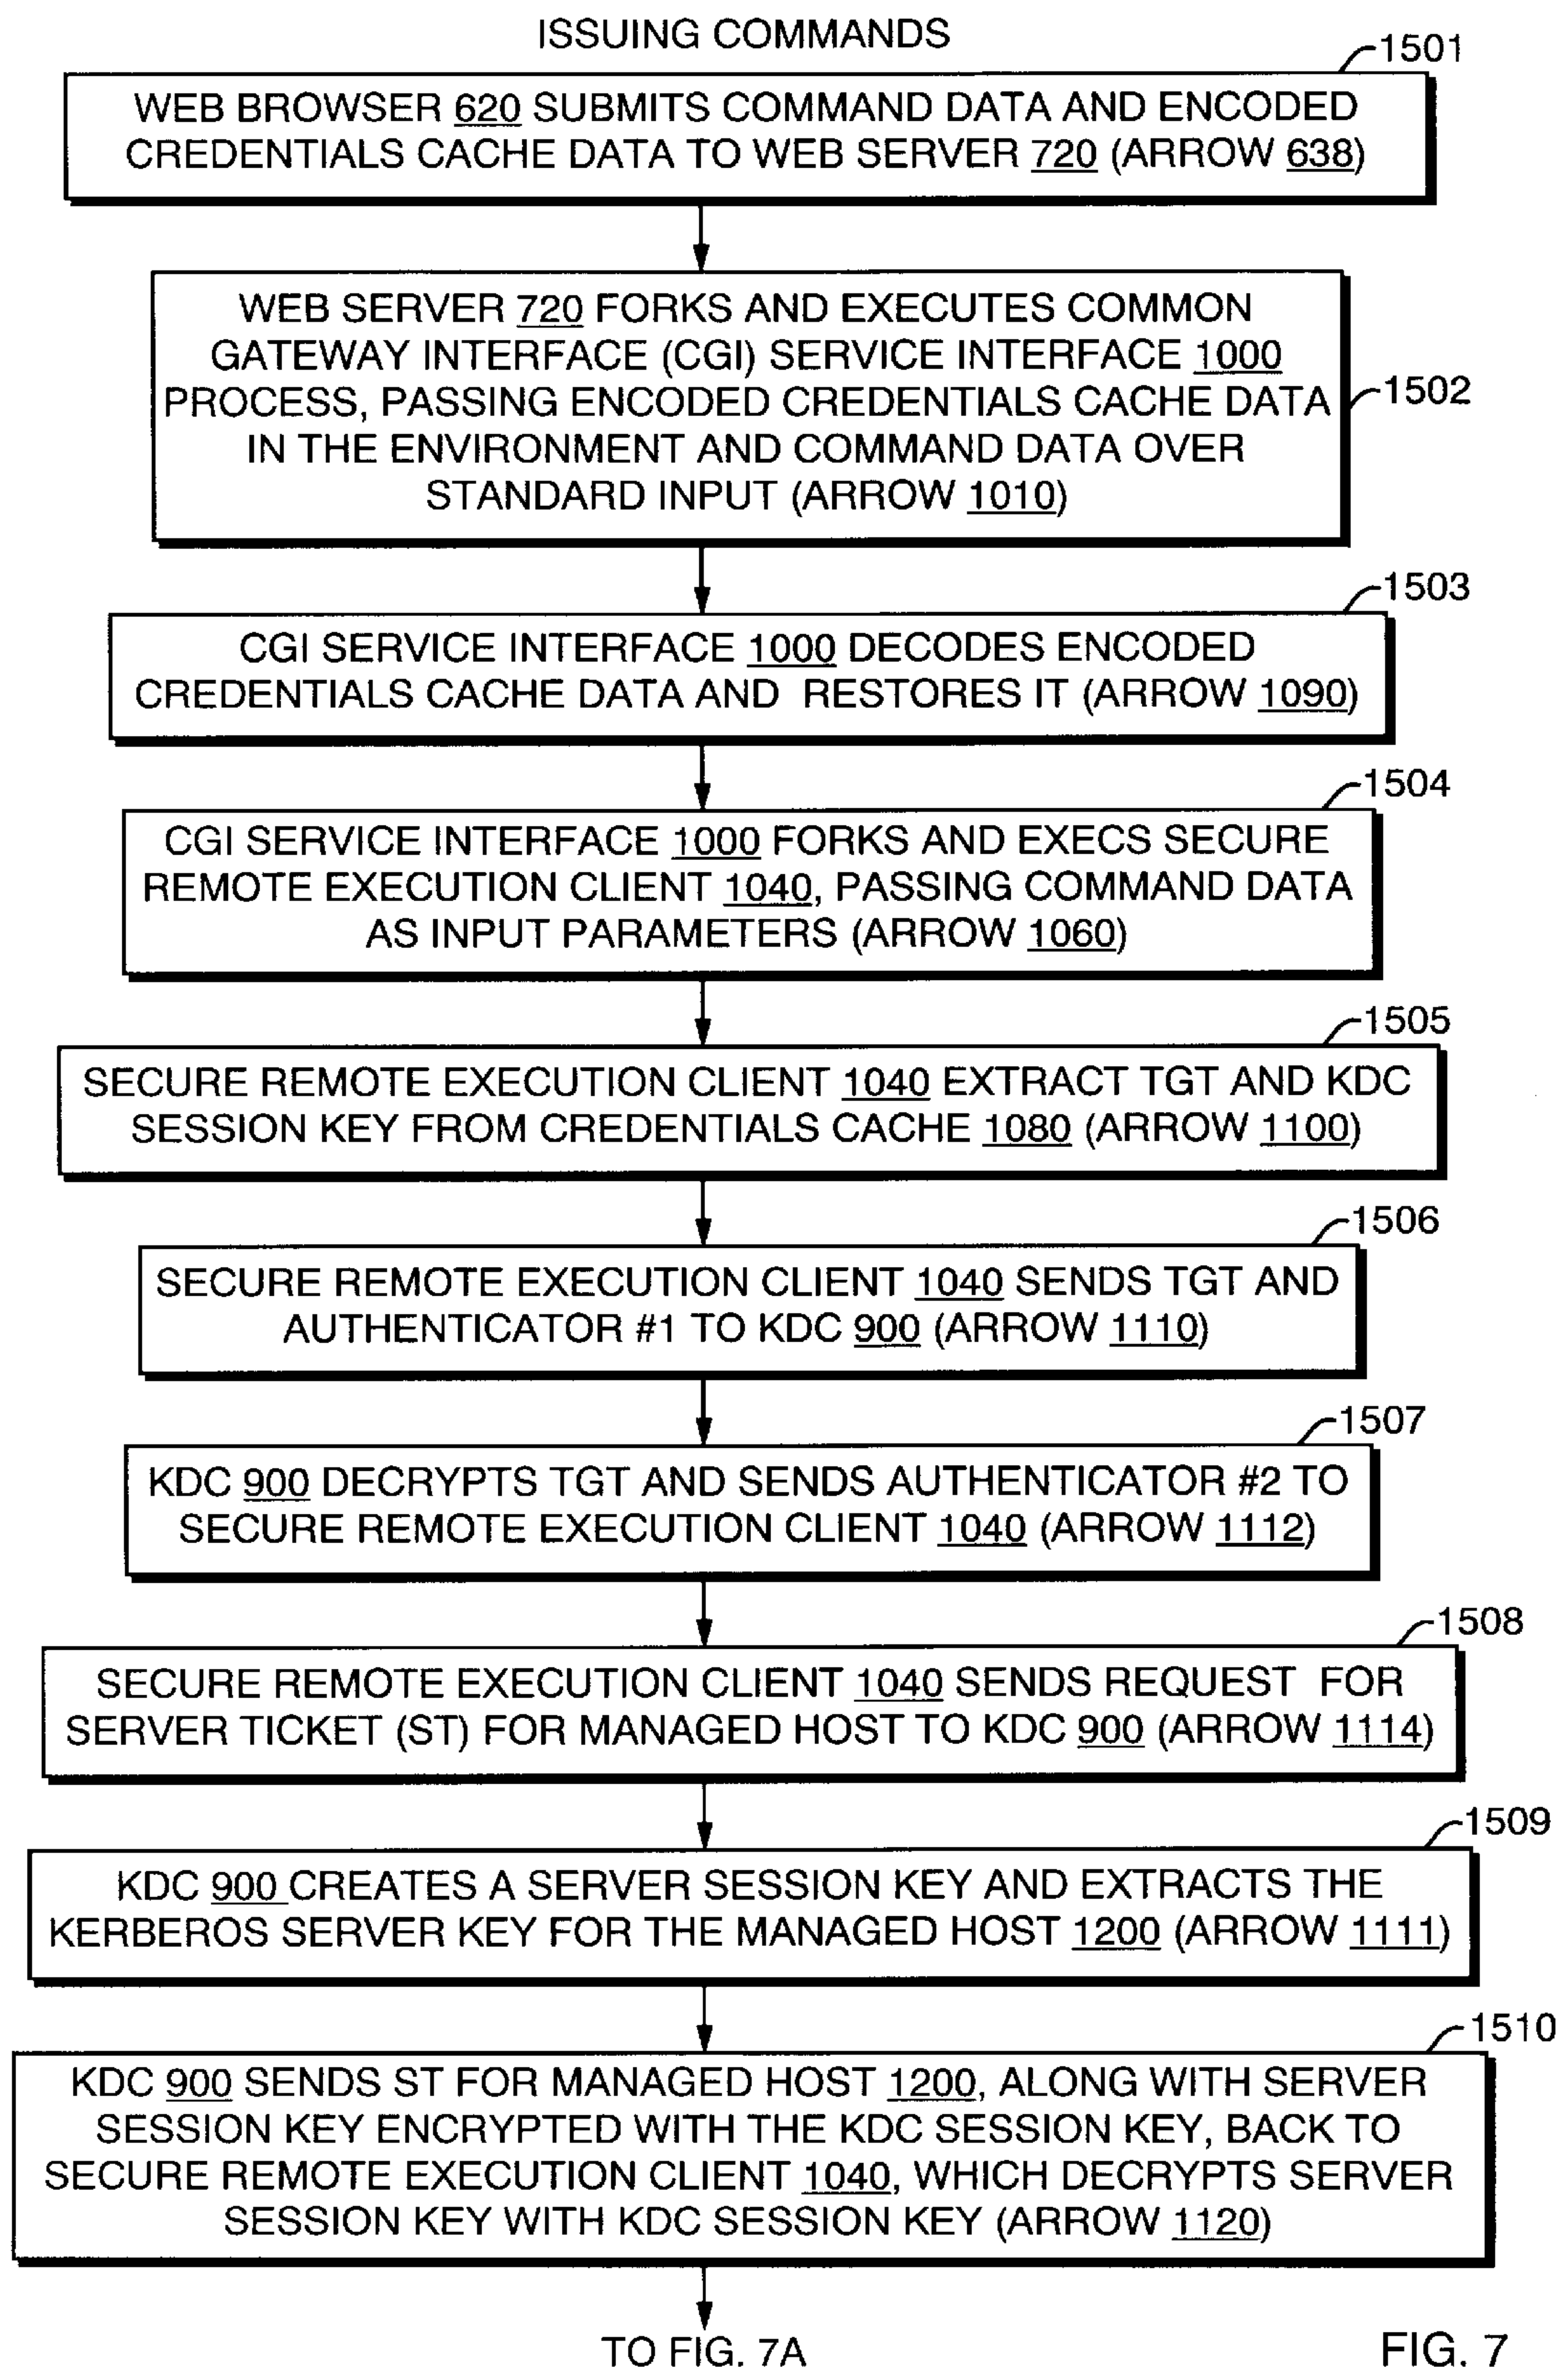 ISSUING COMMANDS
1501
WEB BROWSER 620 SUBMITS COMMAND DATA AND ENCODED
CREDENTIALS CACHE DATA TO WEB SERVER 720 (ARROW 638)
WEB SERVER 720 FORKS AND EXECUTES COMMON
GATEWAY INTERFACE (CGI) SERVICE INTERFACE 1000
PROCESS, PASSING ENCODED CREDENTIALS CACHE DATA
IN THE ENVIRONMENT AND COMMAND DATA OVER
STANDARD INPUT (ARROW 1010)
1502
1503
CGI SERVICE INTERFACE 1000 DECODES ENCODED
CREDENTIALS CACHE DATA AND RESTORES IT (ARROW 1090)
1504
CGI SERVICE INTERFACE 1000 FORKS AND EXECS SECURE
REMOTE EXECUTION CLIENT 1040, PASSING COMMAND DATA
AS INPUT PARAMETERS (ARROW 1060)
1505
SECURE REMOTE EXECUTION CLIENT 1040 EXTRACT TGT AND KDC
SESSION KEY FROM CREDENTIALS CACHE 1080 (ARROW 1100)
1506
SECURE REMOTE EXECUTION CLIENT 1040 SENDS TGT AND
AUTHENTICATOR #1 TO KDC 900 (ARROW 1110)
1507
KDC 900 DECRYPTS TGT AND SENDS AUTHENTICATOR #2 TO
SECURE REMOTE EXECUTION CLIENT 1040 (ARROW 1112)
1508
SECURE REMOTE EXECUTION CLIENT 1040 SENDS REQUEST FOR
SERVER TICKET (ST) FOR MANAGED HOST TO KDC 900 (ARROW 1114)
1509
KDC 900 CREATES A SERVER SESSION KEY AND EXTRACTS THE
KERBEROS SERVER KEY FOR THE MANAGED HOST 1200 (ARROW 1111)
1510
KDC 900 SENDS ST FOR MANAGED HOST 1200, ALONG WITH SERVER
SESSION KEY ENCRYPTED WITH THE KDC SESSION KEY, BACK TO
SECURE REMOTE EXECUTION CLIENT 1040, WHICH DECRYPTS SERVER
SESSION KEY WITH KDC SESSION KEY (ARROW 1120)
TO FIG. 7A
FIG. 7